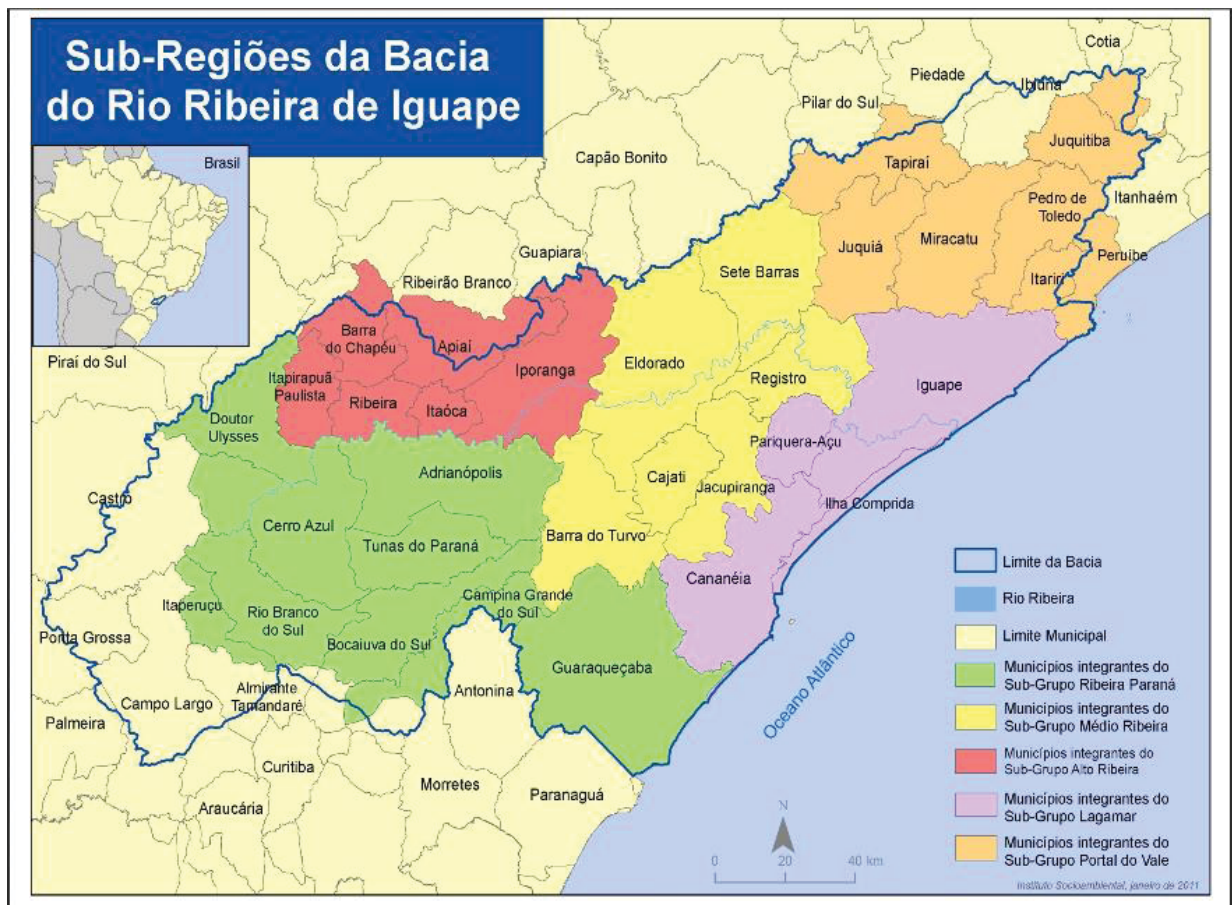 Sub-Regiões da Bacia
do Rio Ribeira de Iguape
Brasil
Cotia
Piedade
Ibiúna
Pilar do Sul
Juquitiba
Capão Bonito
Tapiraí
Itanhaém
Pedro de
Toledo
Miracatu
Juquiá
Guapiara
Sete Barras
Peruíbe
Itariri
Ribeirão Branco
Barra
do Chapéu
Apiaí
Piraí do Sul
Eldorado
Iporanga
Registro
Iguape
Itapirapuã
Paulista
Ribeira
Itaóca
Doutor
Ulysses
Pariquera-Açu
Adrianópolis
Cajati
Jacupiranga
Castro
Ilha Comprida
Cerro Azul
Barra do Turvo
Tunas do Paraná
Cananéia
Campina Grande
do Sul
Itaperuçu
Rio Branco
do Sul
Ponta Grossa
Bocaiuva do Sul
Guaraqueçaba
Antonina
Almirante
Tamandaré
Campo Largo
Palmeira
Curitiba
Morretes
Paranaguá
Araucária
Oceano Atlântico
Limite da Bacia
Rio Ribeira
Limite Municipal
Municípios integrantes do
Sub-Grupo Ribeira Paraná
Municípios integrantes do
Sub-Grupo Médio Ribeira
Municípios integrantes do
Sub-Grupo Alto Ribeira
Municípios integrantes do
Sub-Grupo Lagamar
Municípios integrantes do
Sub-Grupo Portal do Vale
N
0 20 40 km
Instituto Socioambiental, janeiro de 2011